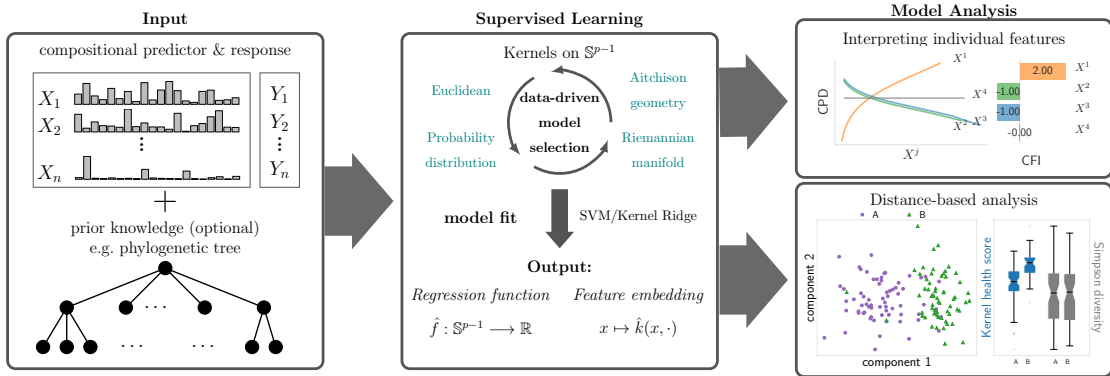 Input
compositional predictor & response
X₁
Y₁
X₂
Y₂
⋮
⋮
Xₙ
Yₙ
+
prior knowledge (optional)
e.g. phylogenetic tree
· · ·
· · ·
· · ·
Supervised Learning
Kernels on 𝕊ᵖ⁻¹
Euclidean
Aitchison
geometry
data-driven
model
selection
Probability
distribution
Riemannian
manifold
model fit
SVM/Kernel Ridge
Output:
Regression function
Feature embedding
f̂ : 𝕊ᵖ⁻¹ ⟶ ℝ
x ↦ k̂(x, ·)
Model Analysis
Interpreting individual features
CPD
X¹
X⁴
X²
X³
Xʲ
2.00
-1.00
-1.00
-0.00
X¹
X²
X³
X⁴
CFI
Distance-based analysis
A
B
component 2
component 1
Kernel health score
A
B
A
B
Simpson diversity